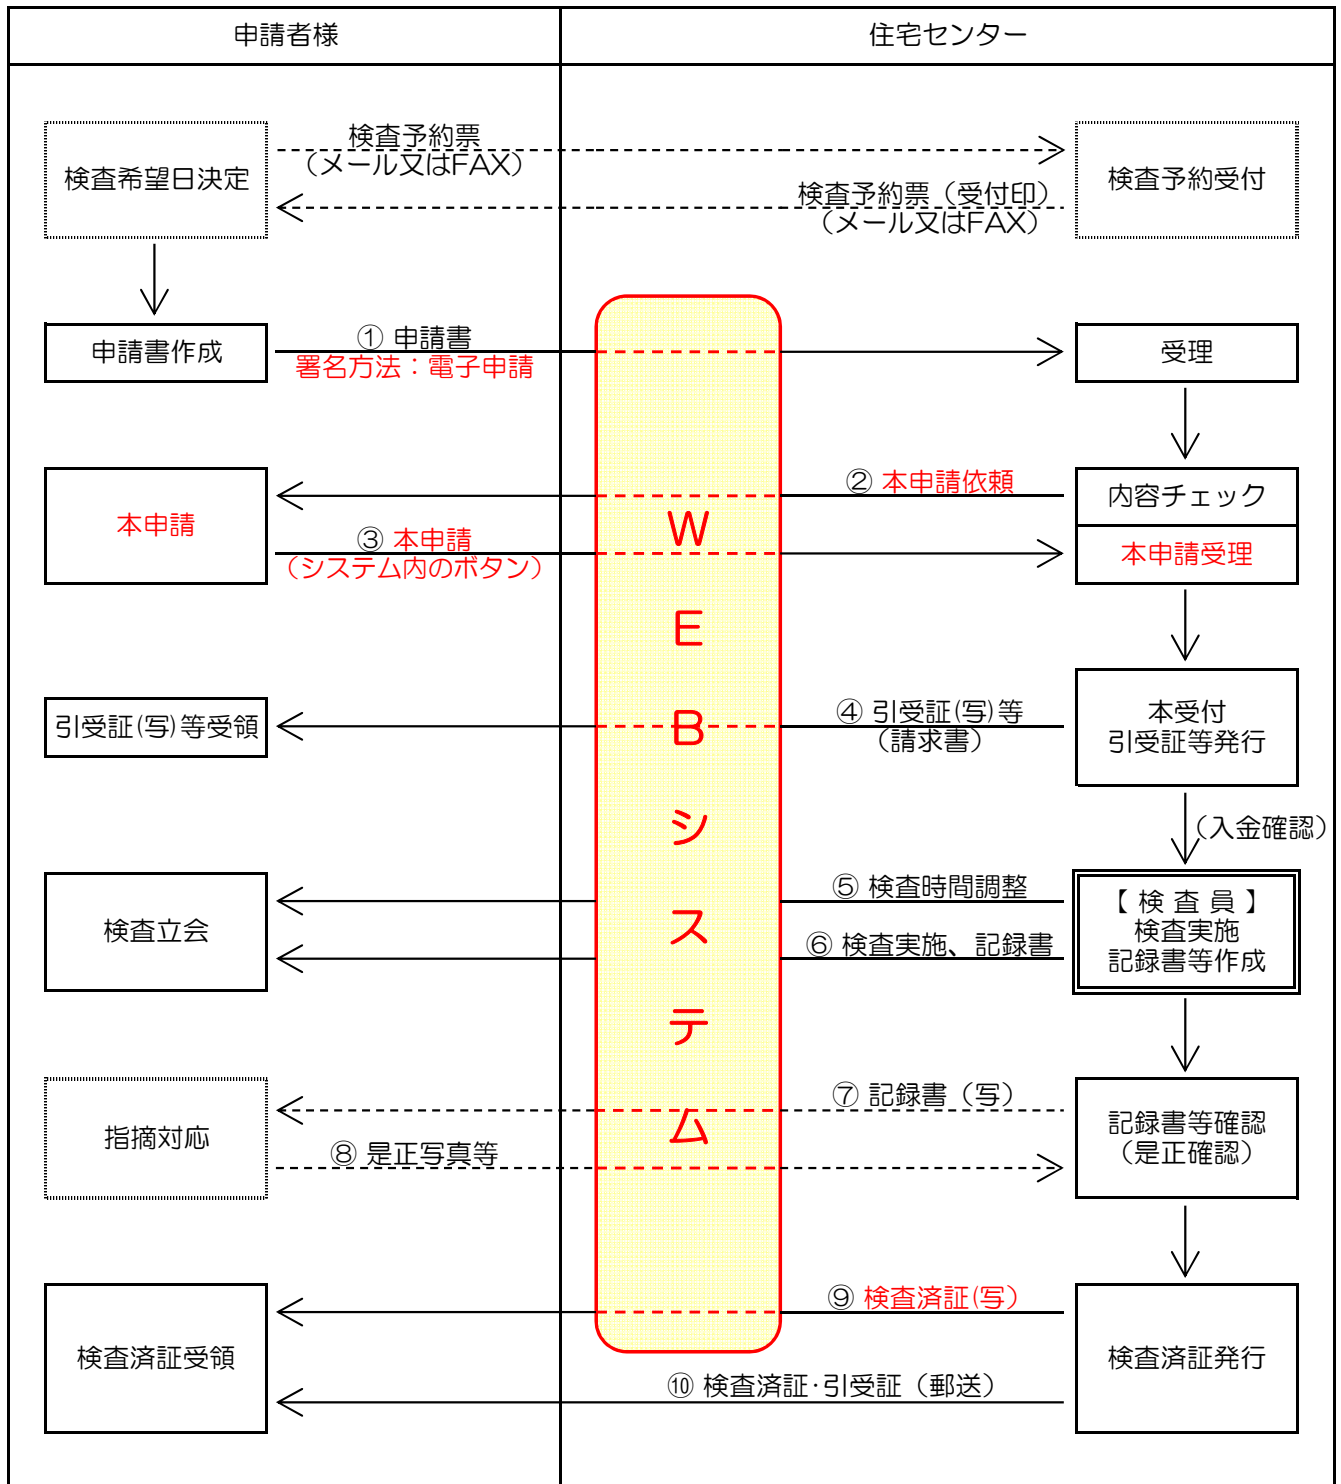 申請者様
住宅センター
検査希望日決定
検査予約票
（メール又はFAX）
検査予約票（受付印）
（メール又はFAX）
検査予約受付
申請書作成
① 申請書
署名方法：電子申請
受理
本申請
② 本申請依頼
③ 本申請
（システム内のボタン）
内容チェック
本申請受理
WEBシステム
引受証(写)等受領
④ 引受証(写)等
（請求書）
本受付
引受証等発行
（入金確認）
検査立会
⑤ 検査時間調整
⑥ 検査実施、記録書
【 検 査 員 】
検査実施
記録書等作成
指摘対応
⑦ 記録書（写）
⑧ 是正写真等
記録書等確認
（是正確認）
検査済証受領
⑨ 検査済証(写）
⑩ 検査済証・引受証（郵送）
検査済証発行